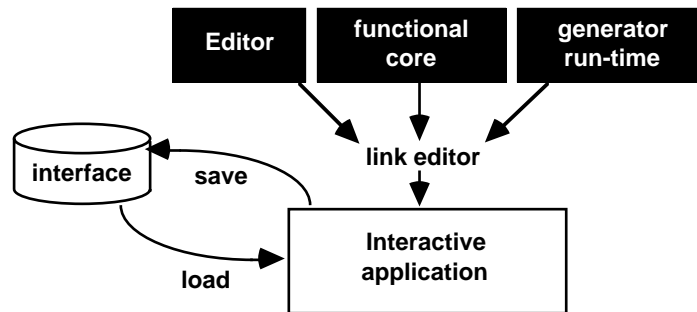 Editor
functional
core
generator
run-time
link editor
interface
save
load
Interactive
application